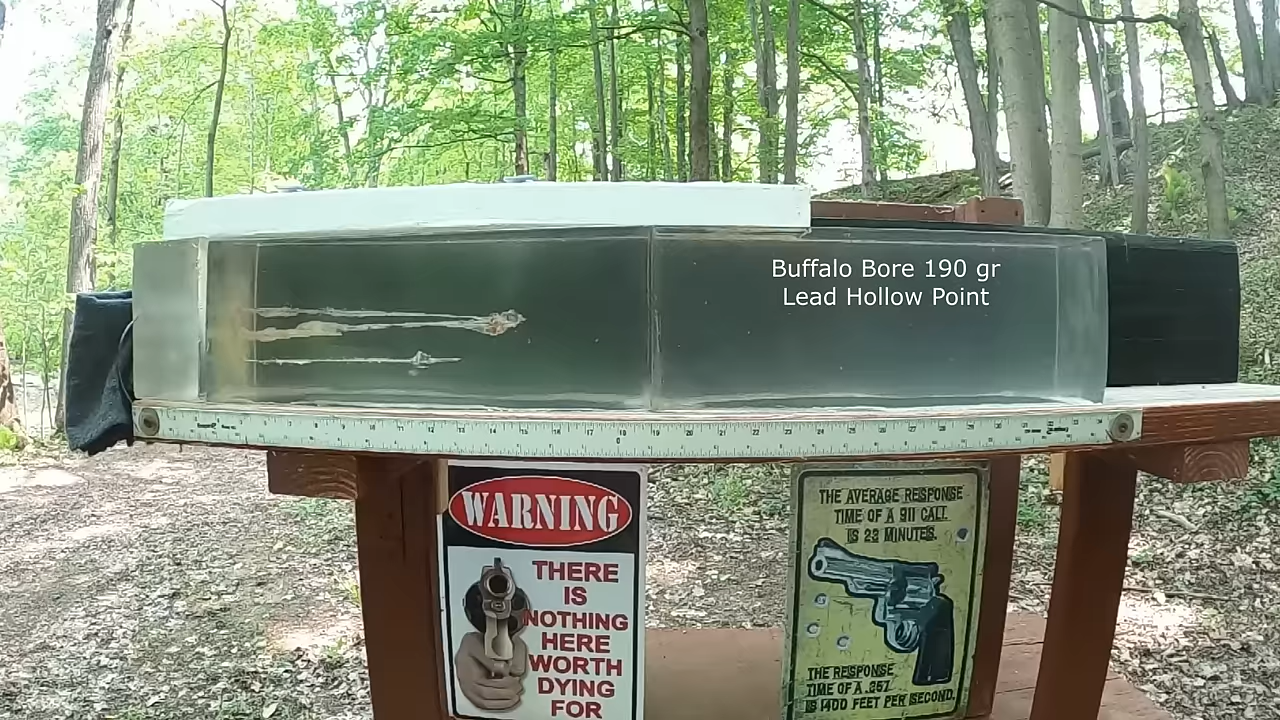 Buffalo Bore 190 gr
Lead Hollow Point
WARNING
THERE
IS
NOTHING
HERE
WORTH
DYING
FOR
THE AVERAGE RESPONSE
TIME OF A 911 CALL
IS 23 MINUTES.
THE RESPONSE
TIME OF A .357
IS 1400 FEET PER SECOND.